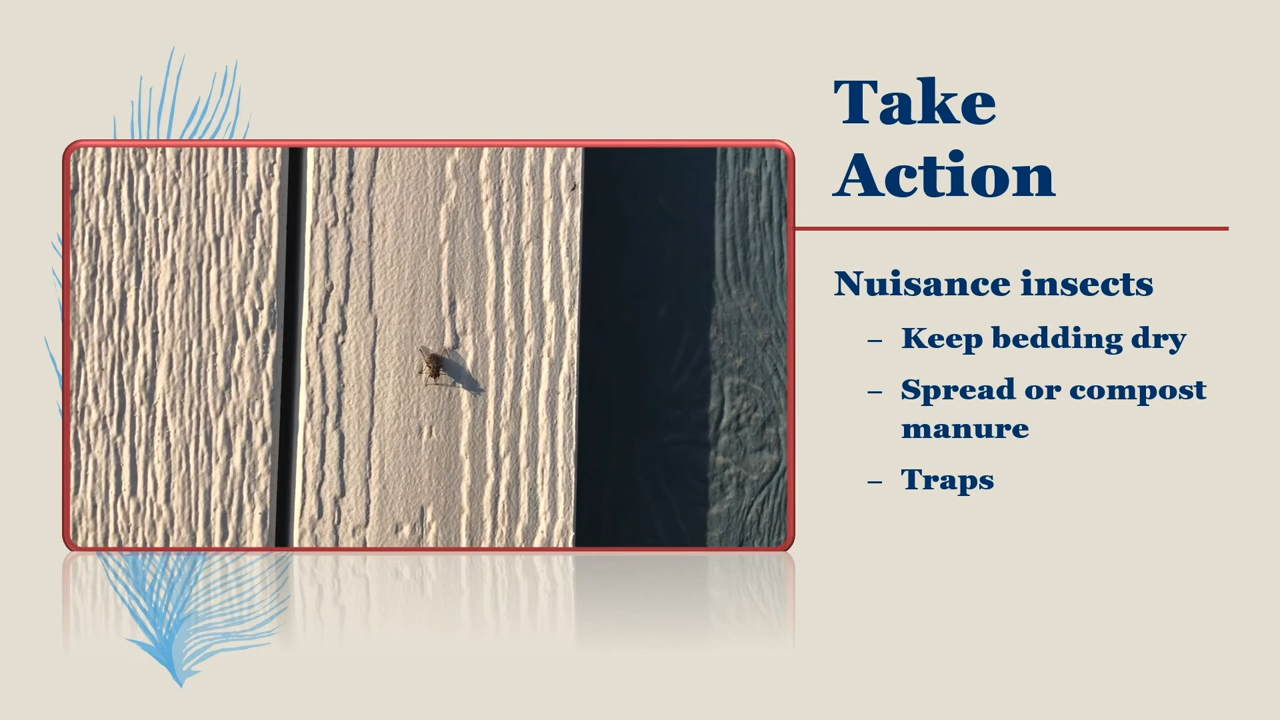 Take
Action
Nuisance insects
– Keep bedding dry
– Spread or compost
manure
– Traps